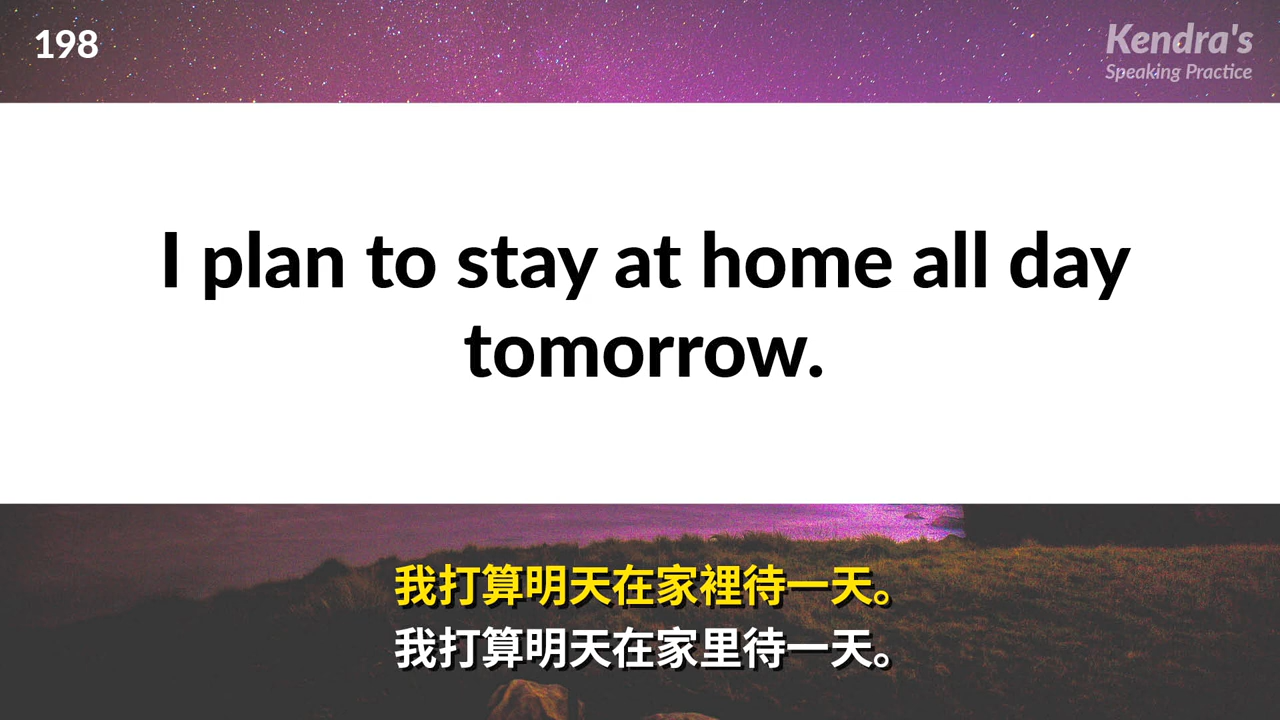 198
Kendra's
Speaking Practice
I plan to stay at home all day
tomorrow.
我打算明天在家裡待一天。
我打算明天在家里待一天。